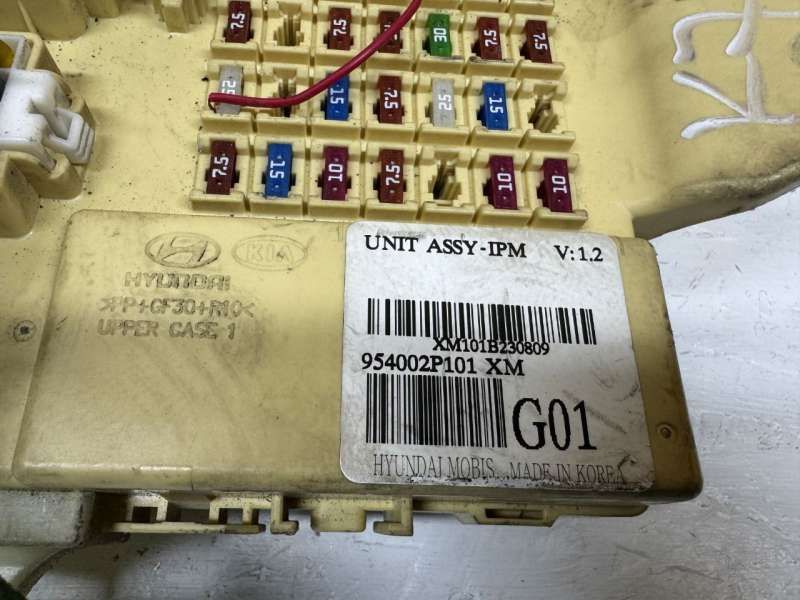 7.5 7.5 30 7.5 7.5
25 15 7.5 25 15
7.5 15 10 7.5 10 10
HYUNDAI KIA
>PP+GF30+R10<
UPPER CASE 1
UNIT ASSY-IPM V:1.2
XM101B230809
954002P101 XM
G01
HYUNDAI MOBIS...MADE IN KOREA